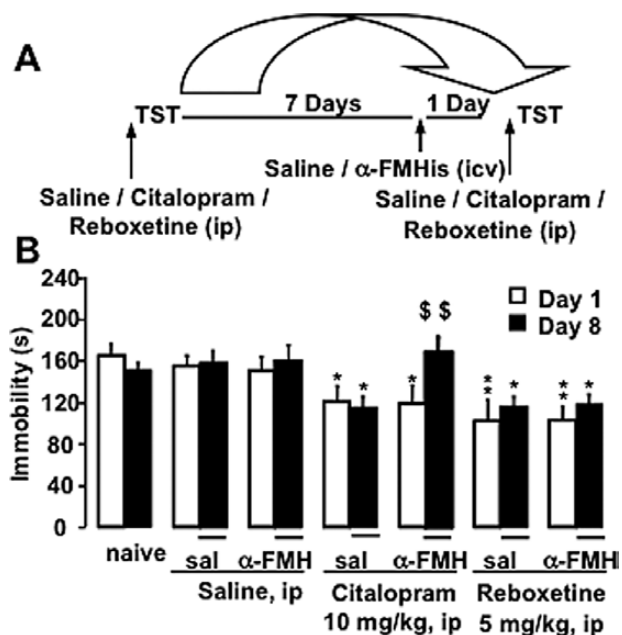 A
TST 7 Days 1 Day TST
Saline / α-FMHis (icv)
Saline / Citalopram /
Reboxetine (ip)
Saline / Citalopram /
Reboxetine (ip)
B
Immobility (s)
240
200
160
120
80
40
0
Day 1
Day 8
$ $
* * * ** * ** *
naive sal α-FMH sal α-FMH sal α-FMH
Saline, ip Citalopram Reboxetine
10 mg/kg, ip 5 mg/kg, ip